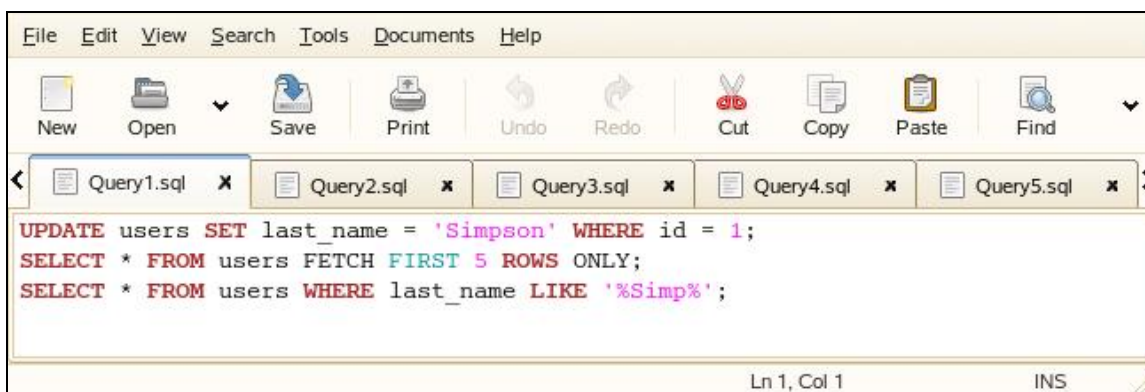 File Edit View Search Tools Documents Help
New Open Save Print Undo Redo Cut Copy Paste Find
Query1.sql Query2.sql Query3.sql Query4.sql Query5.sql
UPDATE users SET last_name = 'Simpson' WHERE id = 1;
SELECT * FROM users FETCH FIRST 5 ROWS ONLY;
SELECT * FROM users WHERE last_name LIKE '%Simp%';
Ln 1, Col 1 INS